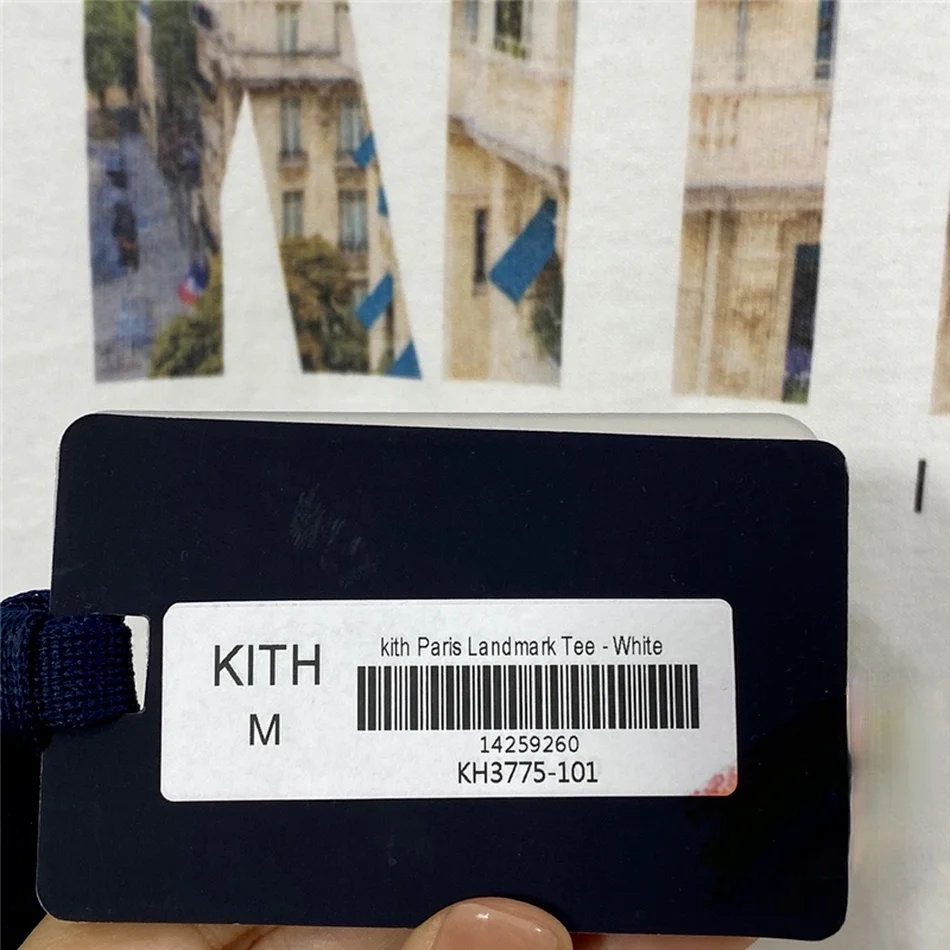 KITH
M
kith Paris Landmark Tee - White
14259260
KH3775-101